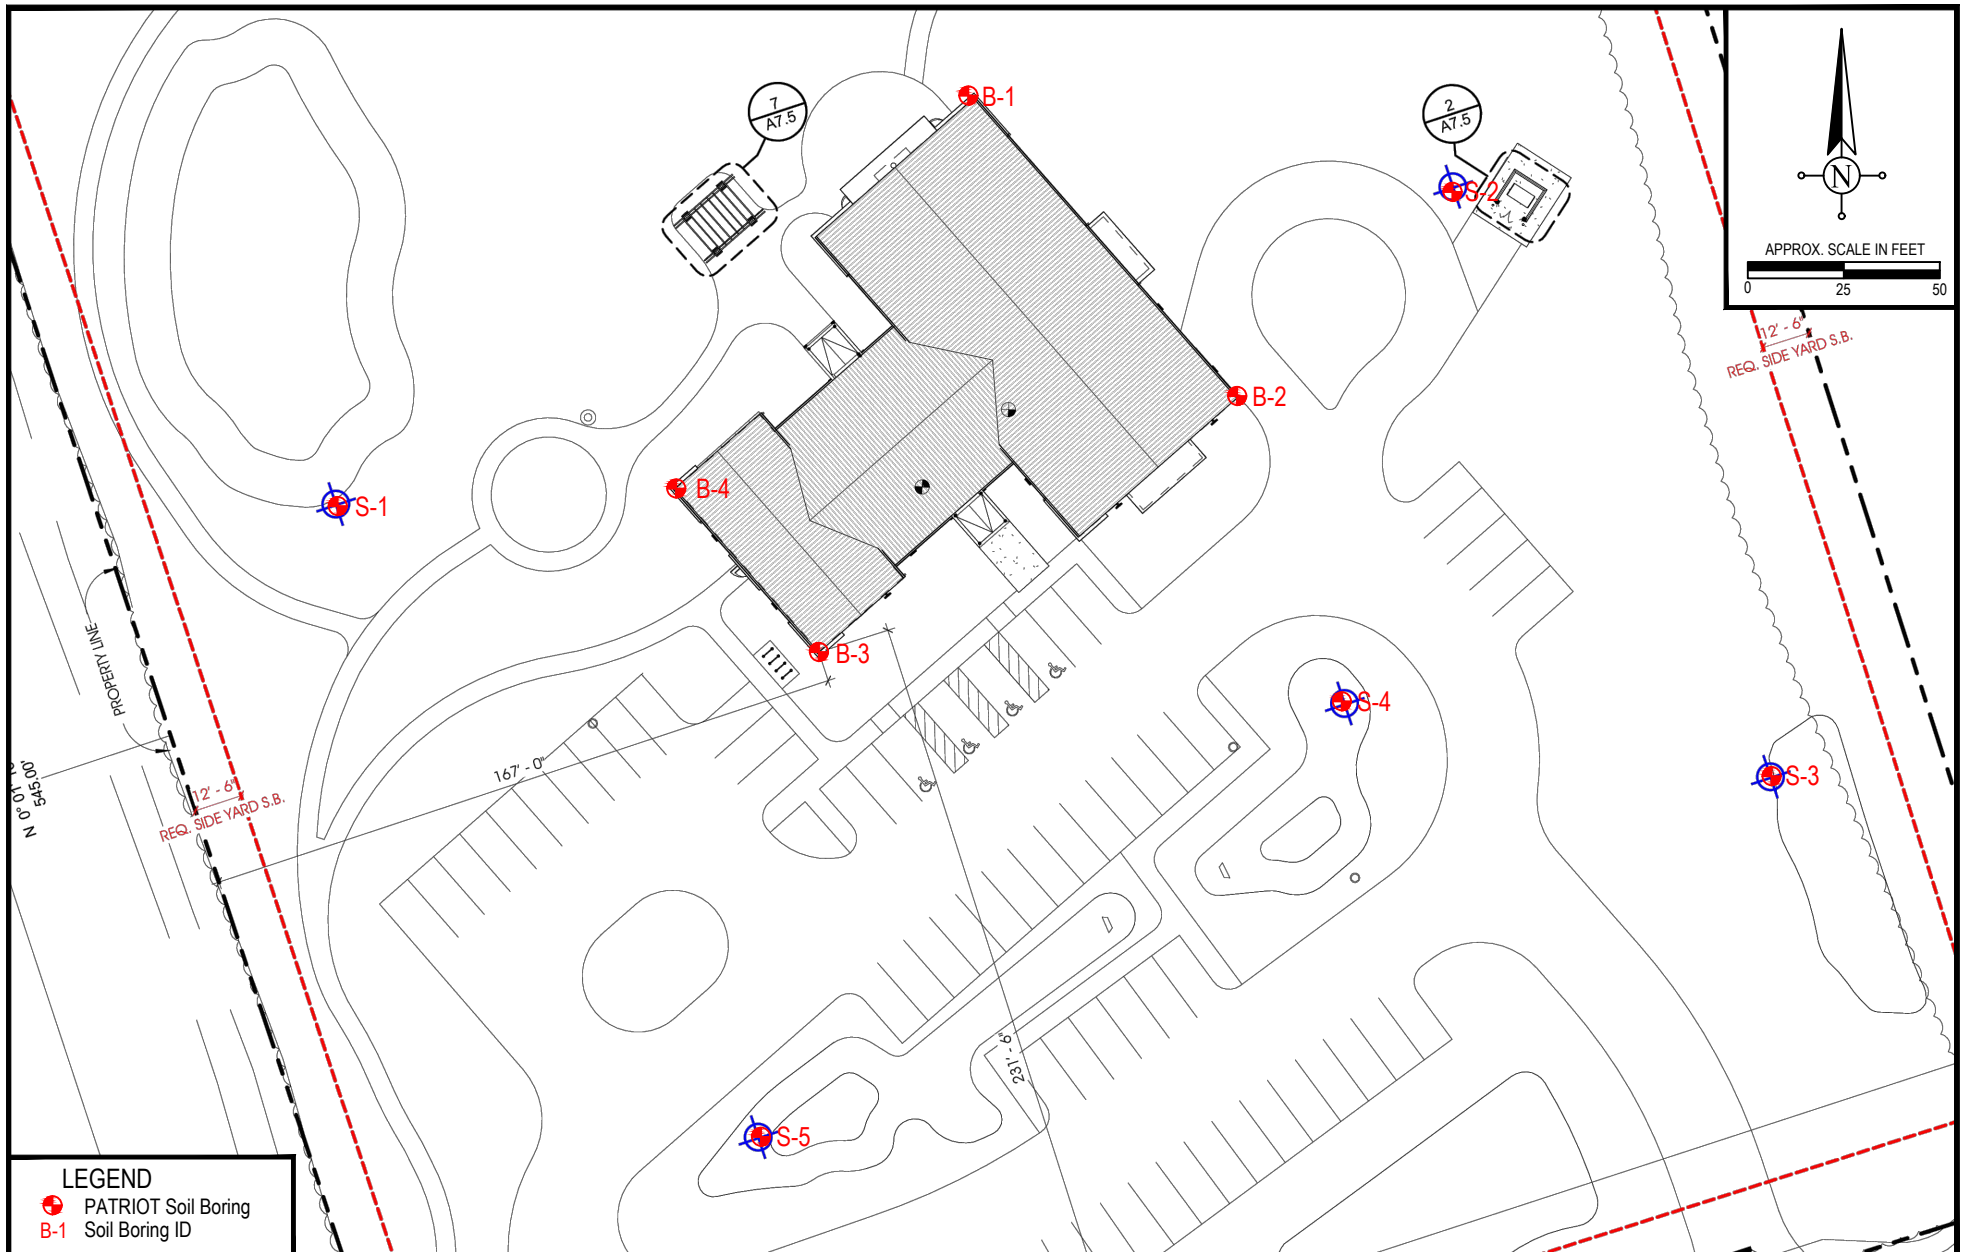 B-1
7
A7.5
2
A7.5
S-2
N
APPROX. SCALE IN FEET
0 25 50
12' - 6"
REQ. SIDE YARD S.B.
B-2
B-4
S-1
PROPERTY LINE
B-3
S-4
167' - 0"
S-3
545.00'
12' - 6"
REQ. SIDE YARD S.B.
231' - 6"
S-5
LEGEND
PATRIOT Soil Boring
B-1 Soil Boring ID